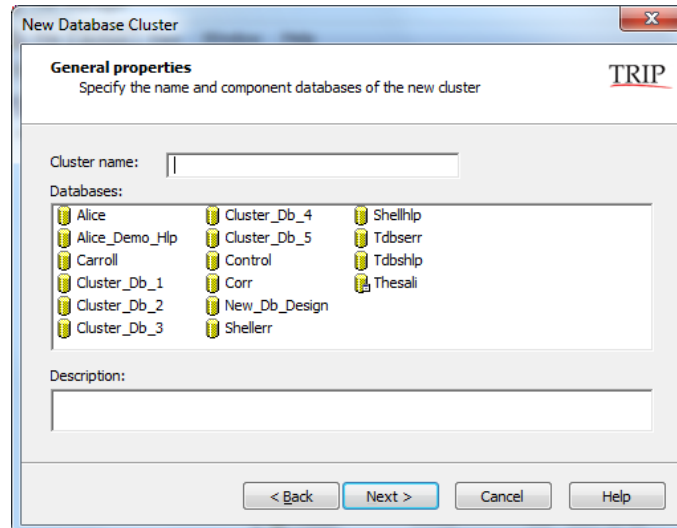 New Database Cluster
General properties
Specify the name and component databases of the new cluster
TRIP
Cluster name:
Databases:
Alice
Alice_Demo_Hlp
Carroll
Cluster_Db_1
Cluster_Db_2
Cluster_Db_3
Cluster_Db_4
Cluster_Db_5
Control
Corr
New_Db_Design
Shellerr
Shellhlp
Tdbserr
Tdbshlp
Thesali
Description:
< Back
Next >
Cancel
Help